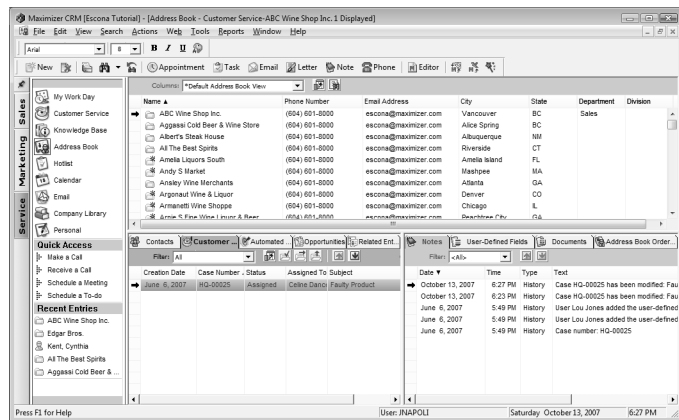 Maximizer CRM [Escona Tutorial] - [Address Book - Customer Service-ABC Wine Shop Inc. 1 Displayed]
File Edit View Search Actions Web Tools Reports Window Help
Arial 8 B I U
New Appointment Task Email Letter Note Phone Editor
Sales
Marketing
Service
My Work Day
Customer Service
Knowledge Base
Address Book
Hotlist
Calendar
Email
Company Library
Personal
Quick Access
Make a Call
Receive a Call
Schedule a Meeting
Schedule a To-do
Recent Entries
ABC Wine Shop Inc.
Edgar Bros.
Kent, Cynthia
All The Best Spirits
Aggassi Cold Beer & ...
Columns: *Default Address Book View
Name Phone Number Email Address City State Department Division
ABC Wine Shop Inc. (604) 601-8000 escona@maximizer.com Vancouver BC Sales
Aggassi Cold Beer & Wine Store (604) 601-8000 escona@maximizer.com Alice Spring BC
Albert's Steak House (604) 601-8000 escona@maximizer.com Albuquerque NM
All The Best Spirits (604) 601-8000 escona@maximizer.com Riverside CT
Amelia Liquors South (604) 601-8000 escona@maximizer.com Amelia Island FL
Andy S Market (604) 601-8000 escona@maximizer.com Mashpee MA
Ansley Wine Merchants (604) 601-8000 escona@maximizer.com Atlanta GA
Argonaut Wine & Liquor (604) 601-8000 escona@maximizer.com Denver CO
Armanetti Wine Shoppe (604) 601-8000 escona@maximizer.com Chicago IL
Arnie S Fine Wine Liquor & Beer (604) 601-8000 escona@maximizer.com Peachtree City GA
Contacts Customer ... Automated ... Opportunities Related Ent...
Filter: All
Creation Date Case Number Status Assigned To Subject
June 6, 2007 HQ-00025 Assigned Celine Danco Faulty Product
Notes User-Defined Fields Documents Address Book Order...
Filter: <All>
Date Time Type Text
October 13, 2007 6:27 PM History Case HQ-00025 has been modified: Fau
October 13, 2007 6:23 PM History Case HQ-00025 has been modified: Fau
June 6, 2007 5:49 PM History User Lou Jones added the user-defined
June 6, 2007 5:49 PM History User Lou Jones added the user-defined
June 6, 2007 5:49 PM History Case number: HQ-00025
Press F1 for Help User: JNAPOLI Saturday October 13, 2007 6:27 PM